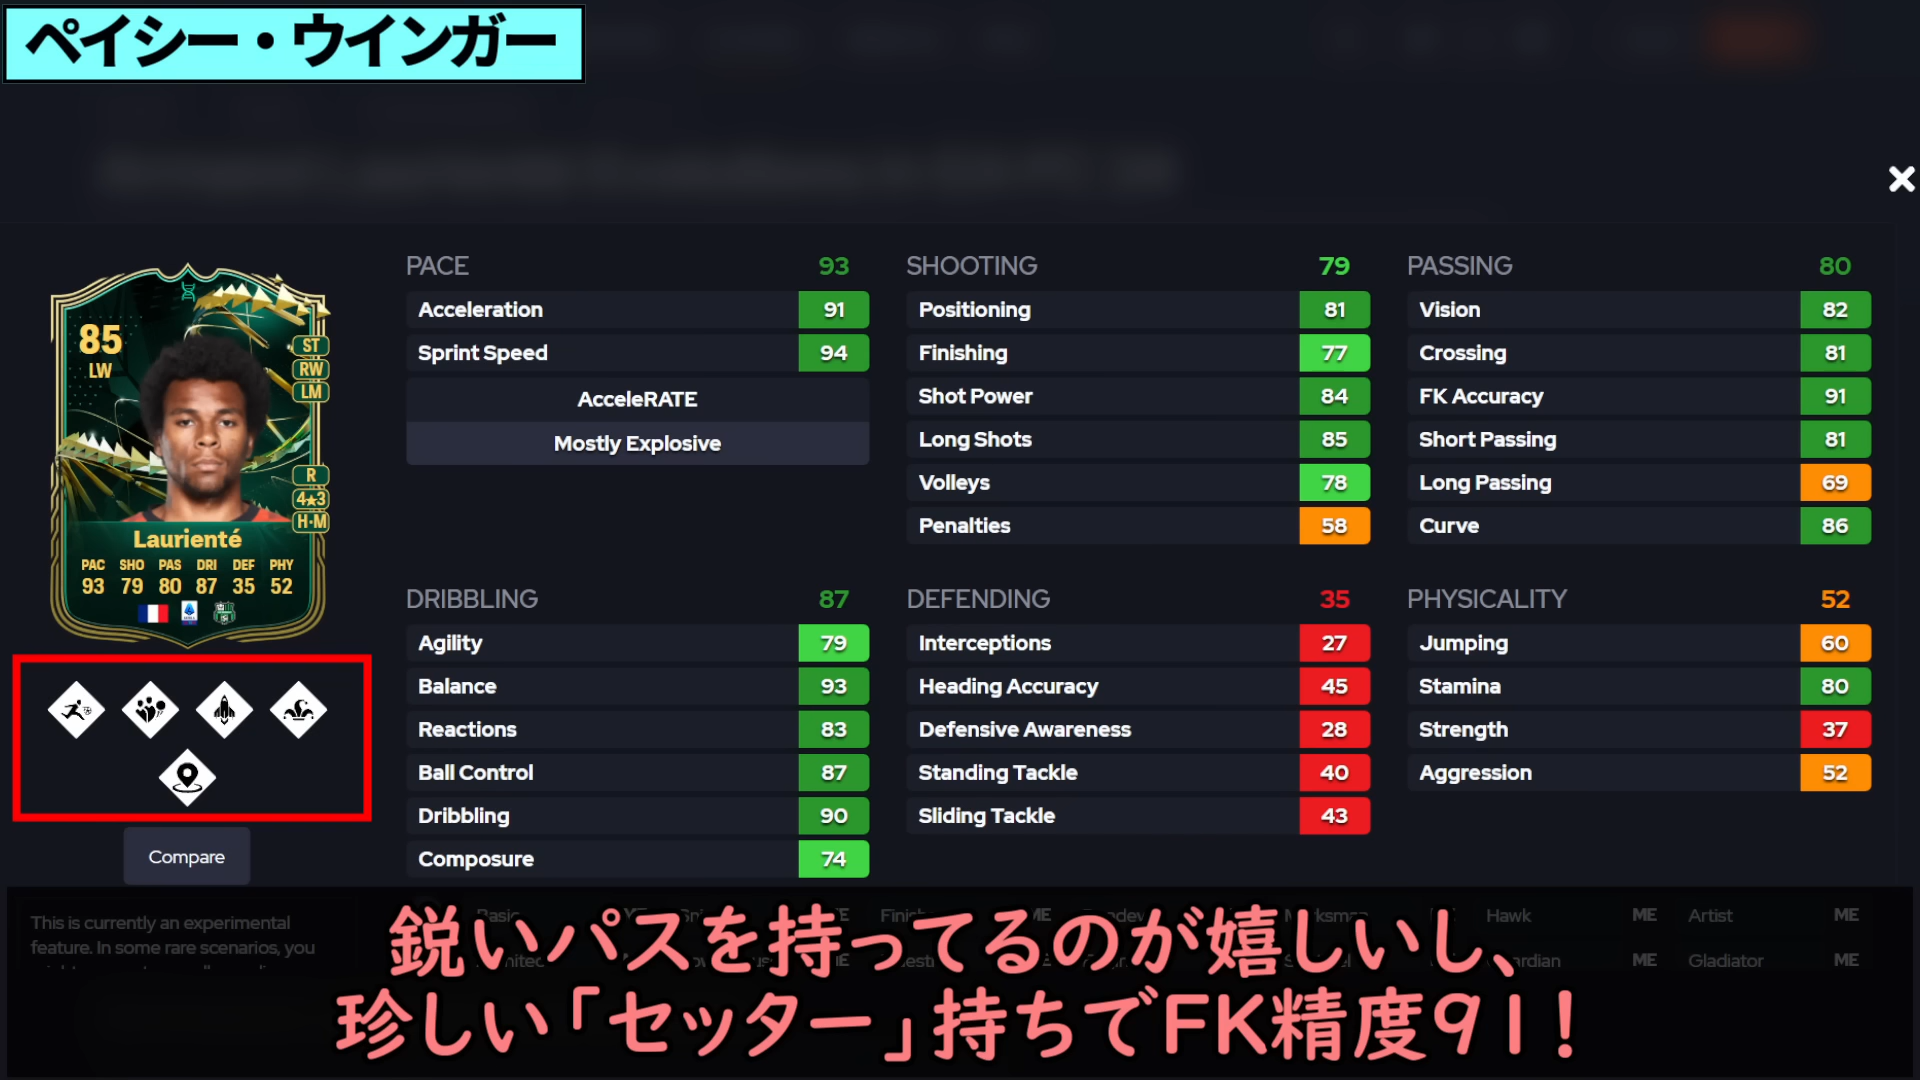 ペイシー・ウインガー
PACE 93
Acceleration 91
Sprint Speed 94
AcceleRATE
Mostly Explosive
SHOOTING 79
Positioning 81
Finishing 77
Shot Power 84
Long Shots 85
Volleys 78
Penalties 58
PASSING 80
Vision 82
Crossing 81
FK Accuracy 91
Short Passing 81
Long Passing 69
Curve 86
85
LW
ST
RW
LM
R
4★3
H·M
Laurienté
PAC SHO PAS DRI DEF PHY
93 79 80 87 35 52
DRIBBLING 87
Agility 79
Balance 93
Reactions 83
Ball Control 87
Dribbling 90
Composure 74
DEFENDING 35
Interceptions 27
Heading Accuracy 45
Defensive Awareness 28
Standing Tackle 40
Sliding Tackle 43
PHYSICALITY 52
Jumping 60
Stamina 80
Strength 37
Aggression 52
Compare
This is currently an experimental
feature. In some rare scenarios, you
Basic
Hawk ME Artist ME
ME Gladiator ME
鋭いパスを持ってるのが嬉しいし、
珍しい「セッター」持ちでFK精度91!